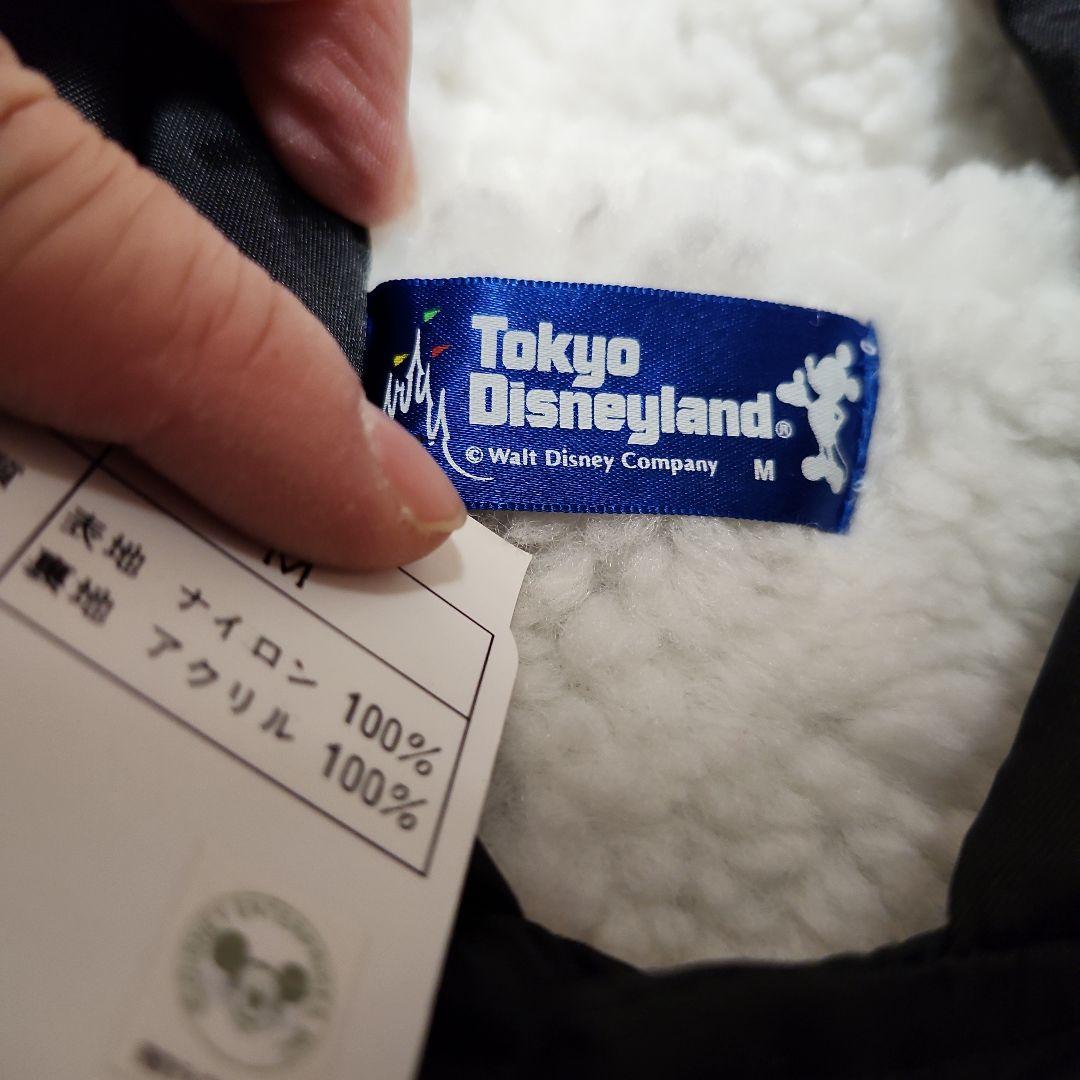 Tokyo
Disneyland®
© Walt Disney Company M
M
表地 ナイロン 100%
裏地 アクリル 100%